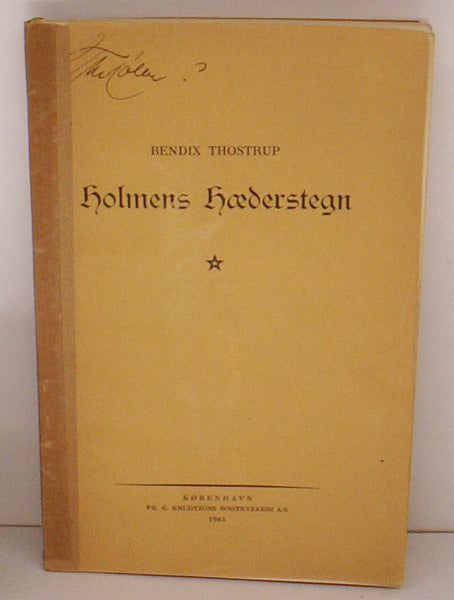 BENDIX THOSTRUP
Holmens Hæderstegn
KØBENHAVN
FR. G. KNUDTZONS BOGTRYKKERI A/S
1943